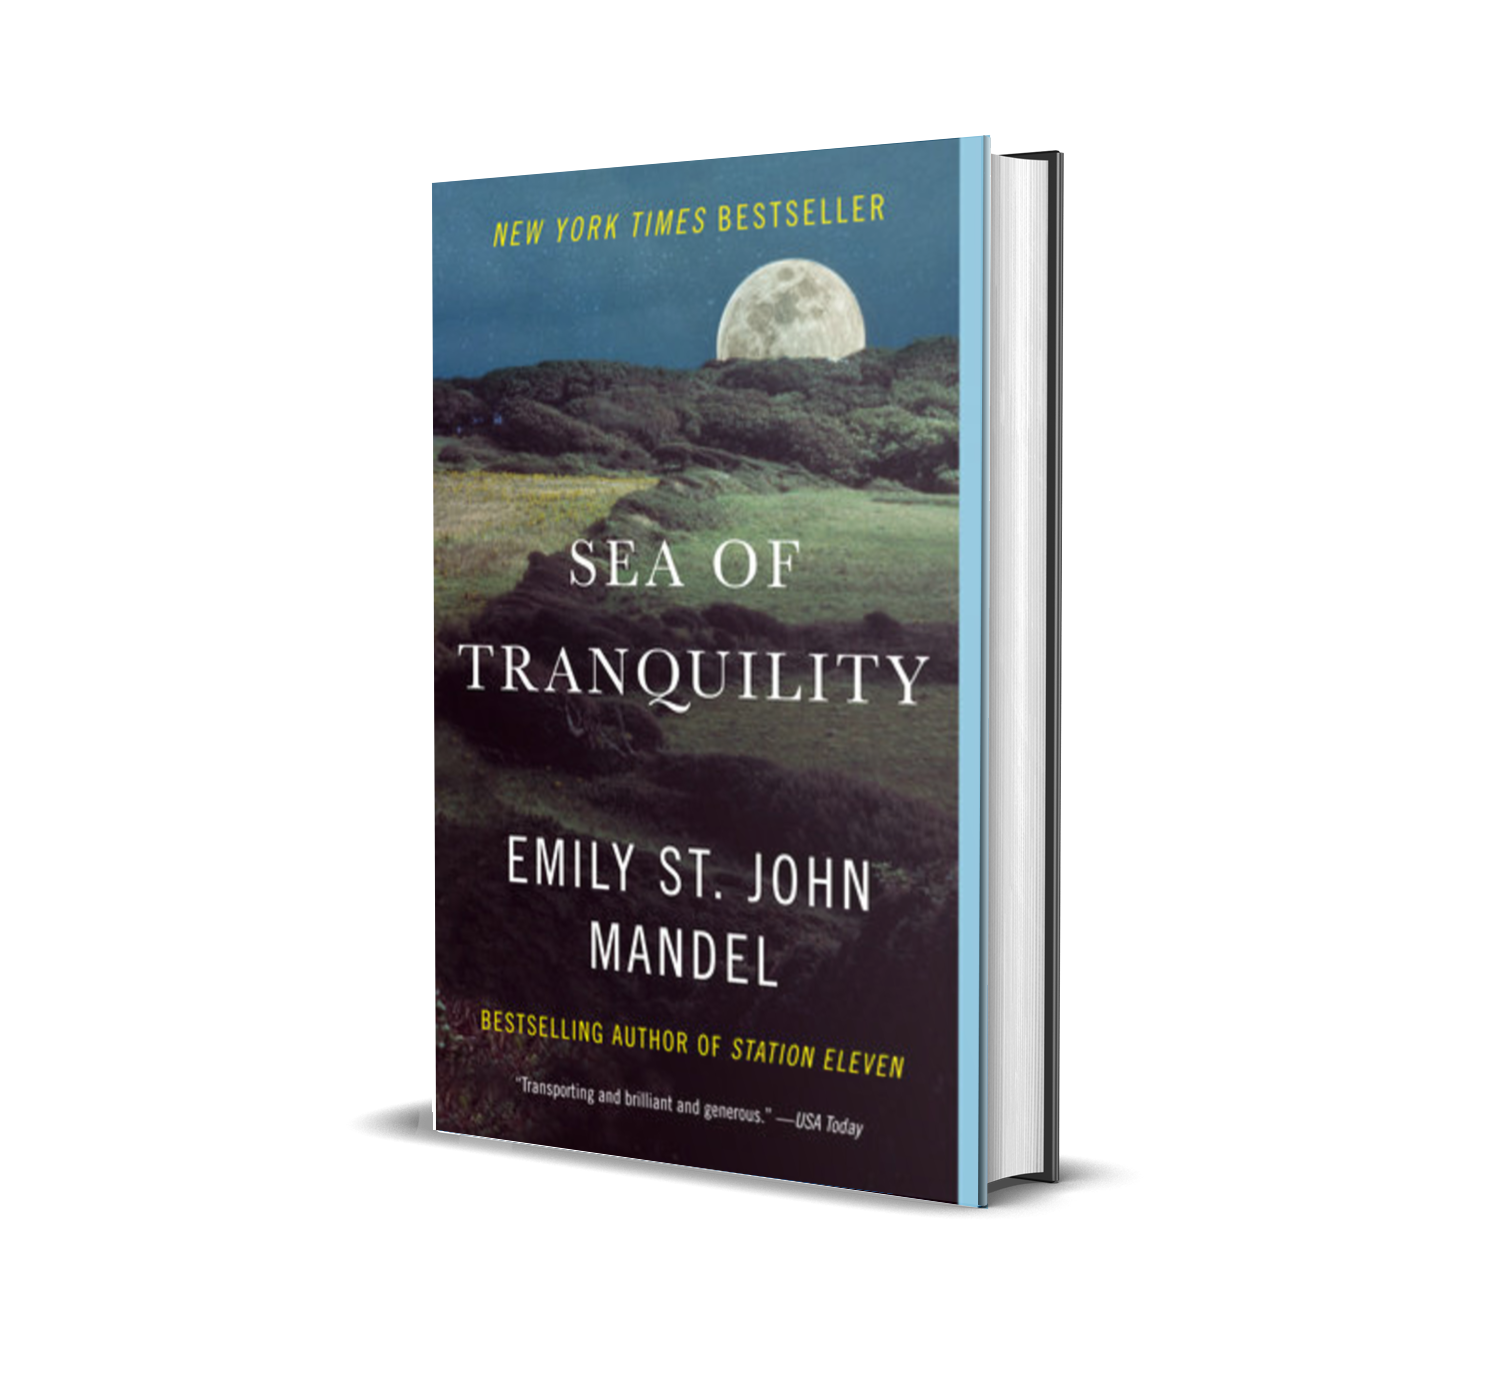 NEW YORK TIMES BESTSELLER
SEA OF
TRANQUILITY
EMILY ST. JOHN
MANDEL
BESTSELLING AUTHOR OF STATION ELEVEN
“Transporting and brilliant and generous.” —USA Today